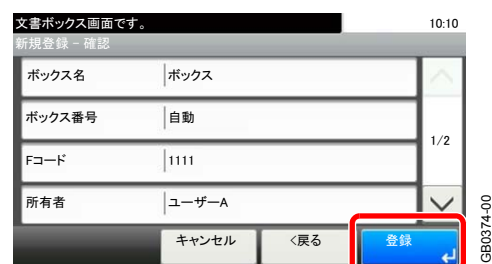 文書ボックス画面です。 10:10
新規登録 - 確認
ボックス名 ボックス
ボックス番号 自動
1/2
Fコード 1111
所有者 ユーザーA
キャンセル <戻る 登録
GB0374-00